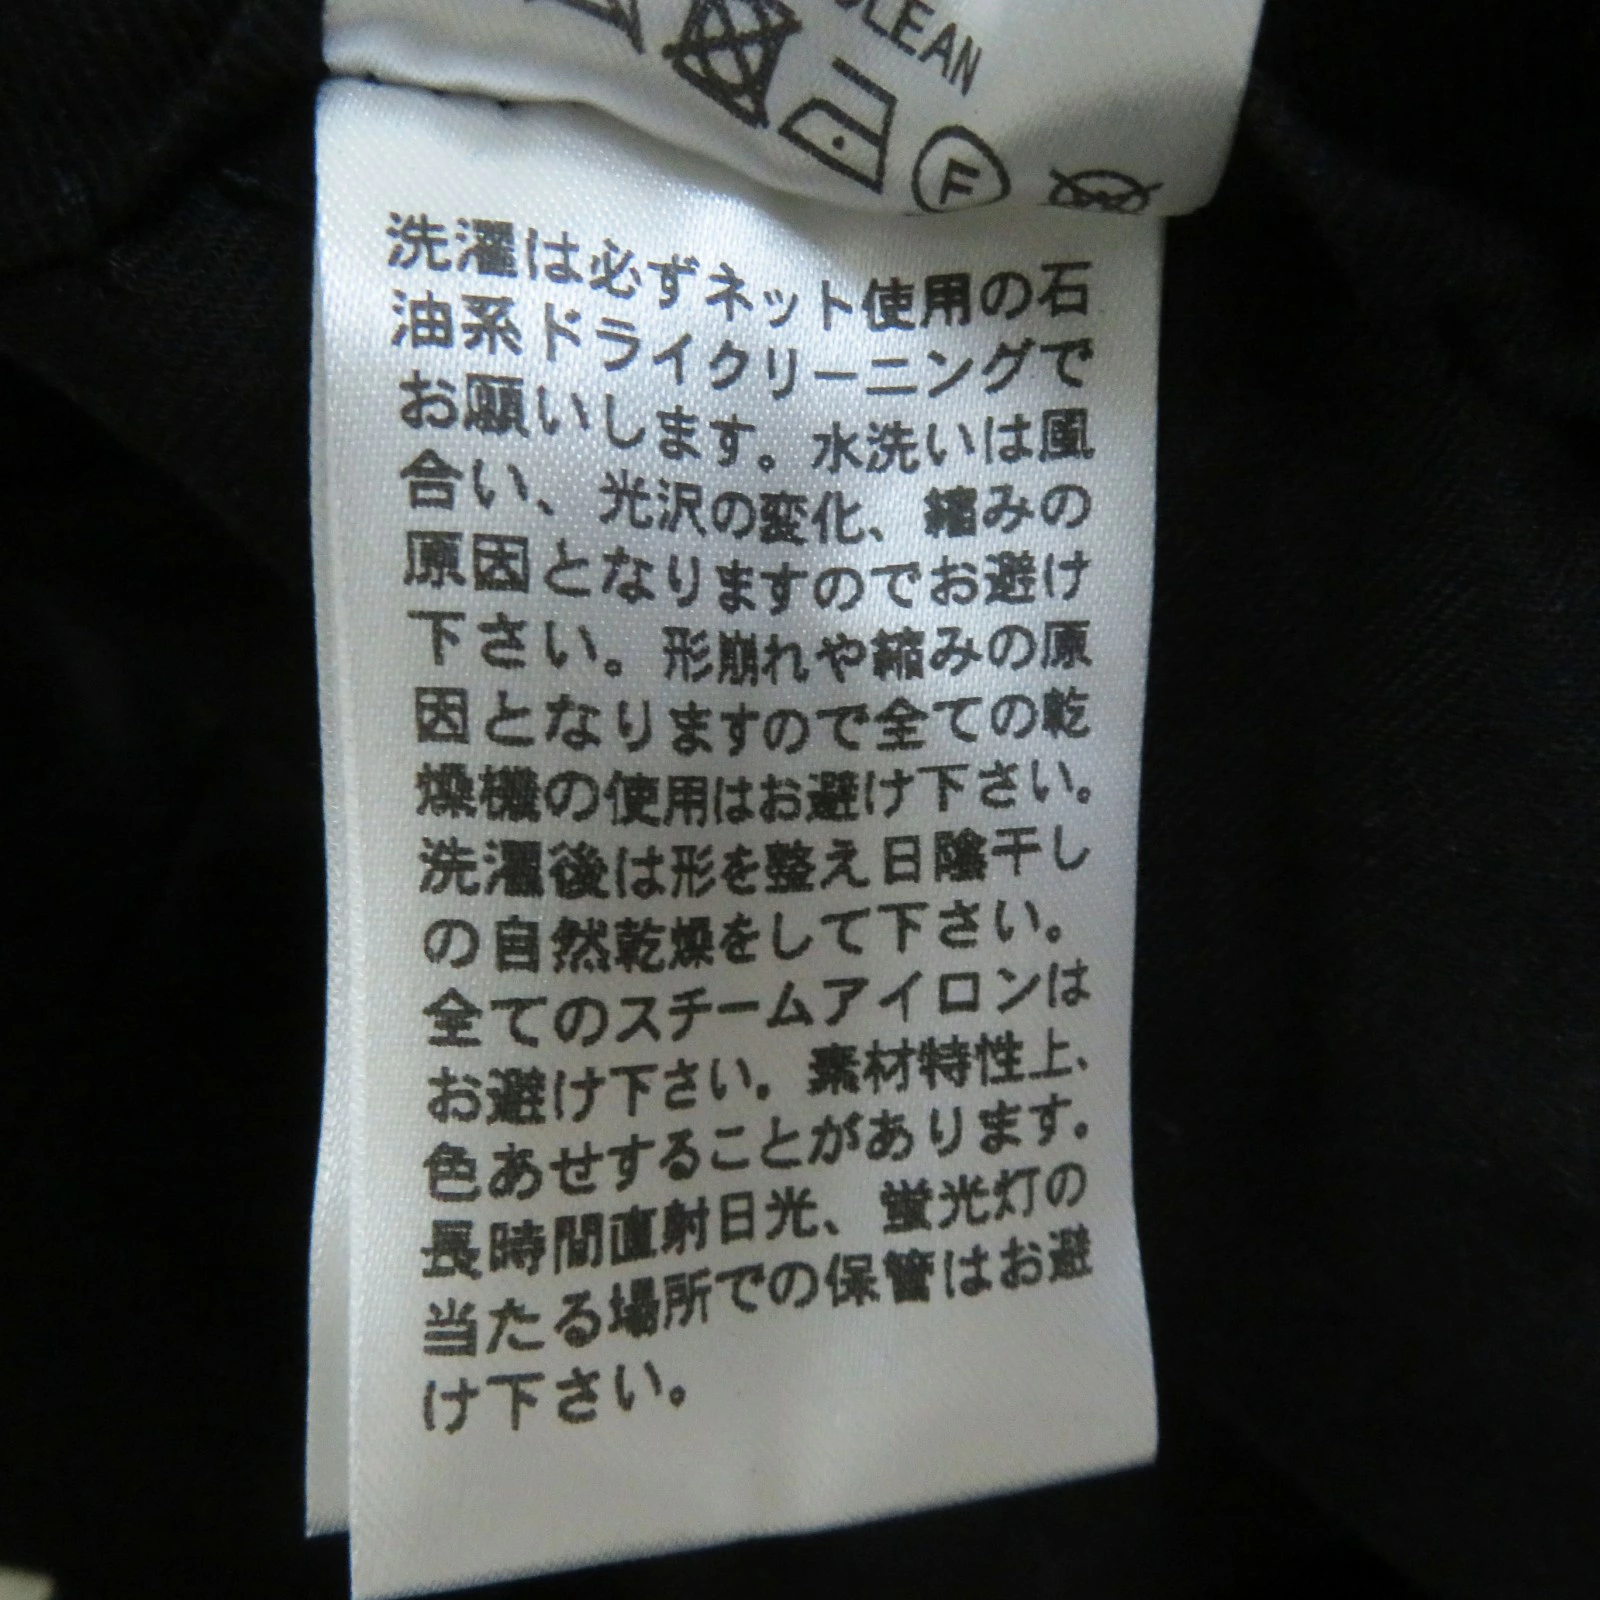 CLEAN
F
洗濯は必ずネット使用の石
油系ドライクリーニングで
お願いします。水洗いは風
合い、光沢の変化、縮みの
原因となりますのでお避け
下さい。形崩れや縮みの原
因となりますので全ての乾
燥機の使用はお避け下さい。
洗濯後は形を整え日陰干し
の自然乾燥をして下さい。
全てのスチームアイロンは
お避け下さい。素材特性上、
色あせすることがあります。
長時間直射日光、蛍光灯の
当たる場所での保管はお避
け下さい。